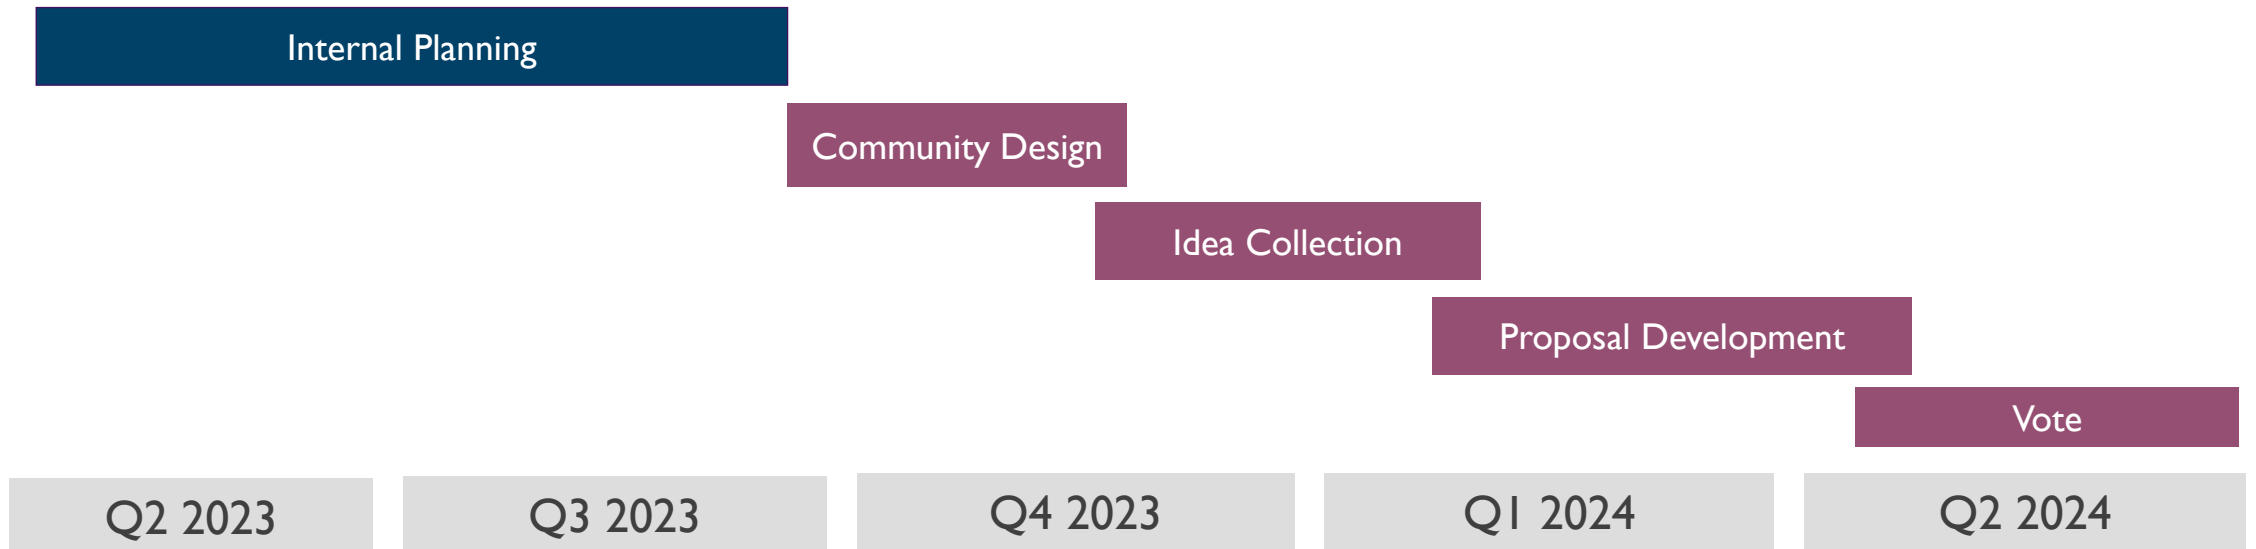 Internal Planning
Community Design
Idea Collection
Proposal Development
Vote
Q2 2023
Q3 2023
Q4 2023
Q1 2024
Q2 2024